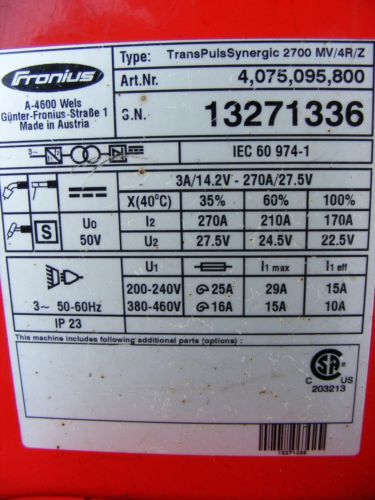 Fronius
A-4600 Wels
Günter-Fronius-Straße 1
Made in Austria
Type: TransPulsSynergic 2700 MV/4R/Z
Art.Nr. 4,075,095,800
S.N. 13271336
3~ IEC 60 974-1
3A/14.2V - 270A/27.5V
X(40°C) 35% 60% 100%
S U0 50V
I2 270A 210A 170A
U2 27.5V 24.5V 22.5V
U1 I1 max I1 eff
200-240V 25A 29A 15A
3~ 50-60Hz 380-460V 16A 15A 10A
IP 23
This machine includes following additional parts (options) :
C US
203213
13271336